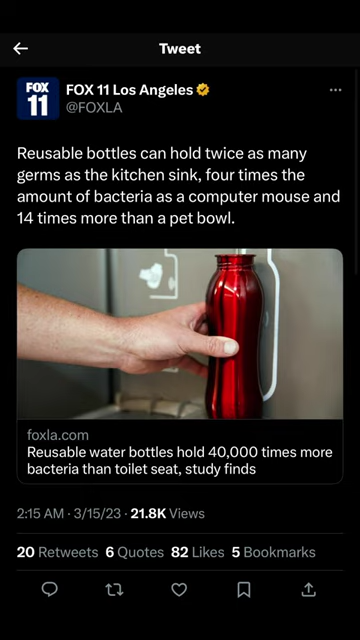 Tweet
FOX 11
FOX 11 Los Angeles
@FOXLA
Reusable bottles can hold twice as many
germs as the kitchen sink, four times the
amount of bacteria as a computer mouse and
14 times more than a pet bowl.
foxla.com
Reusable water bottles hold 40,000 times more
bacteria than toilet seat, study finds
2:15 AM · 3/15/23 · 21.8K Views
20 Retweets 6 Quotes 82 Likes 5 Bookmarks